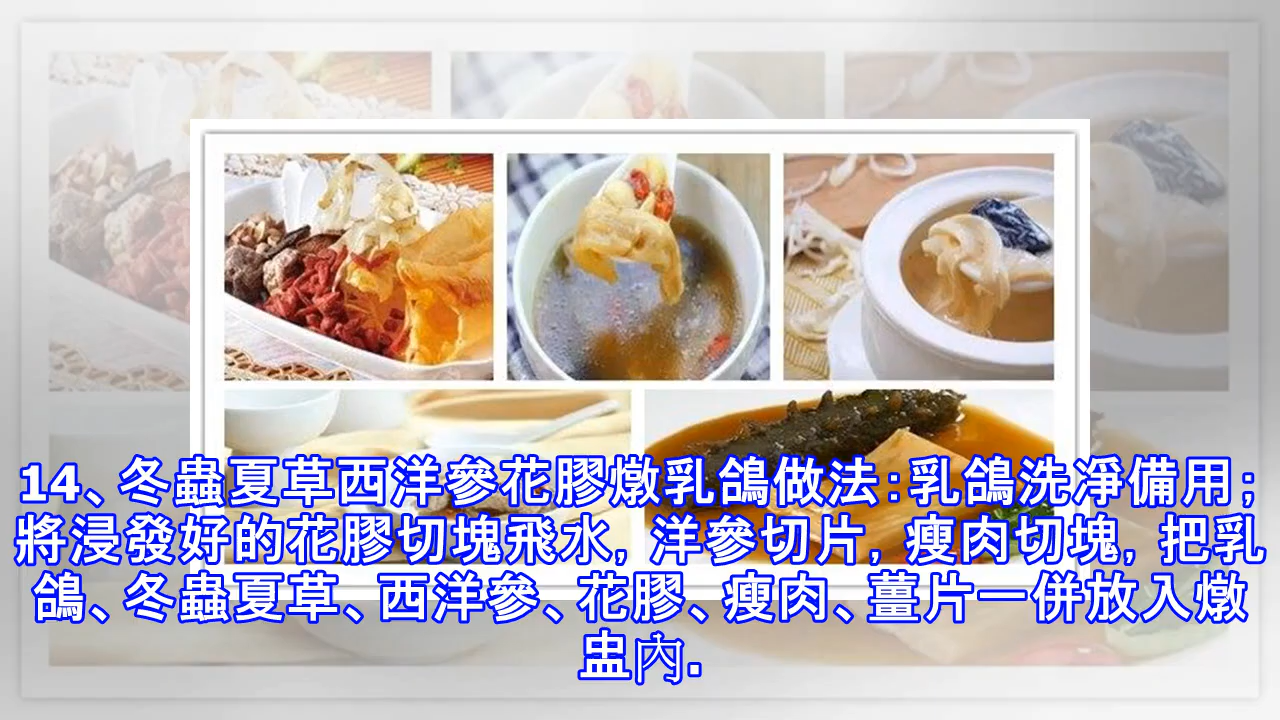 14、冬蟲夏草西洋參花膠燉乳鴿做法:乳鴿洗淨備用;
將浸發好的花膠切塊飛水, 洋參切片, 瘦肉切塊, 把乳
鴿、冬蟲夏草、西洋參、花膠、瘦肉、薑片一併放入燉
盅內.